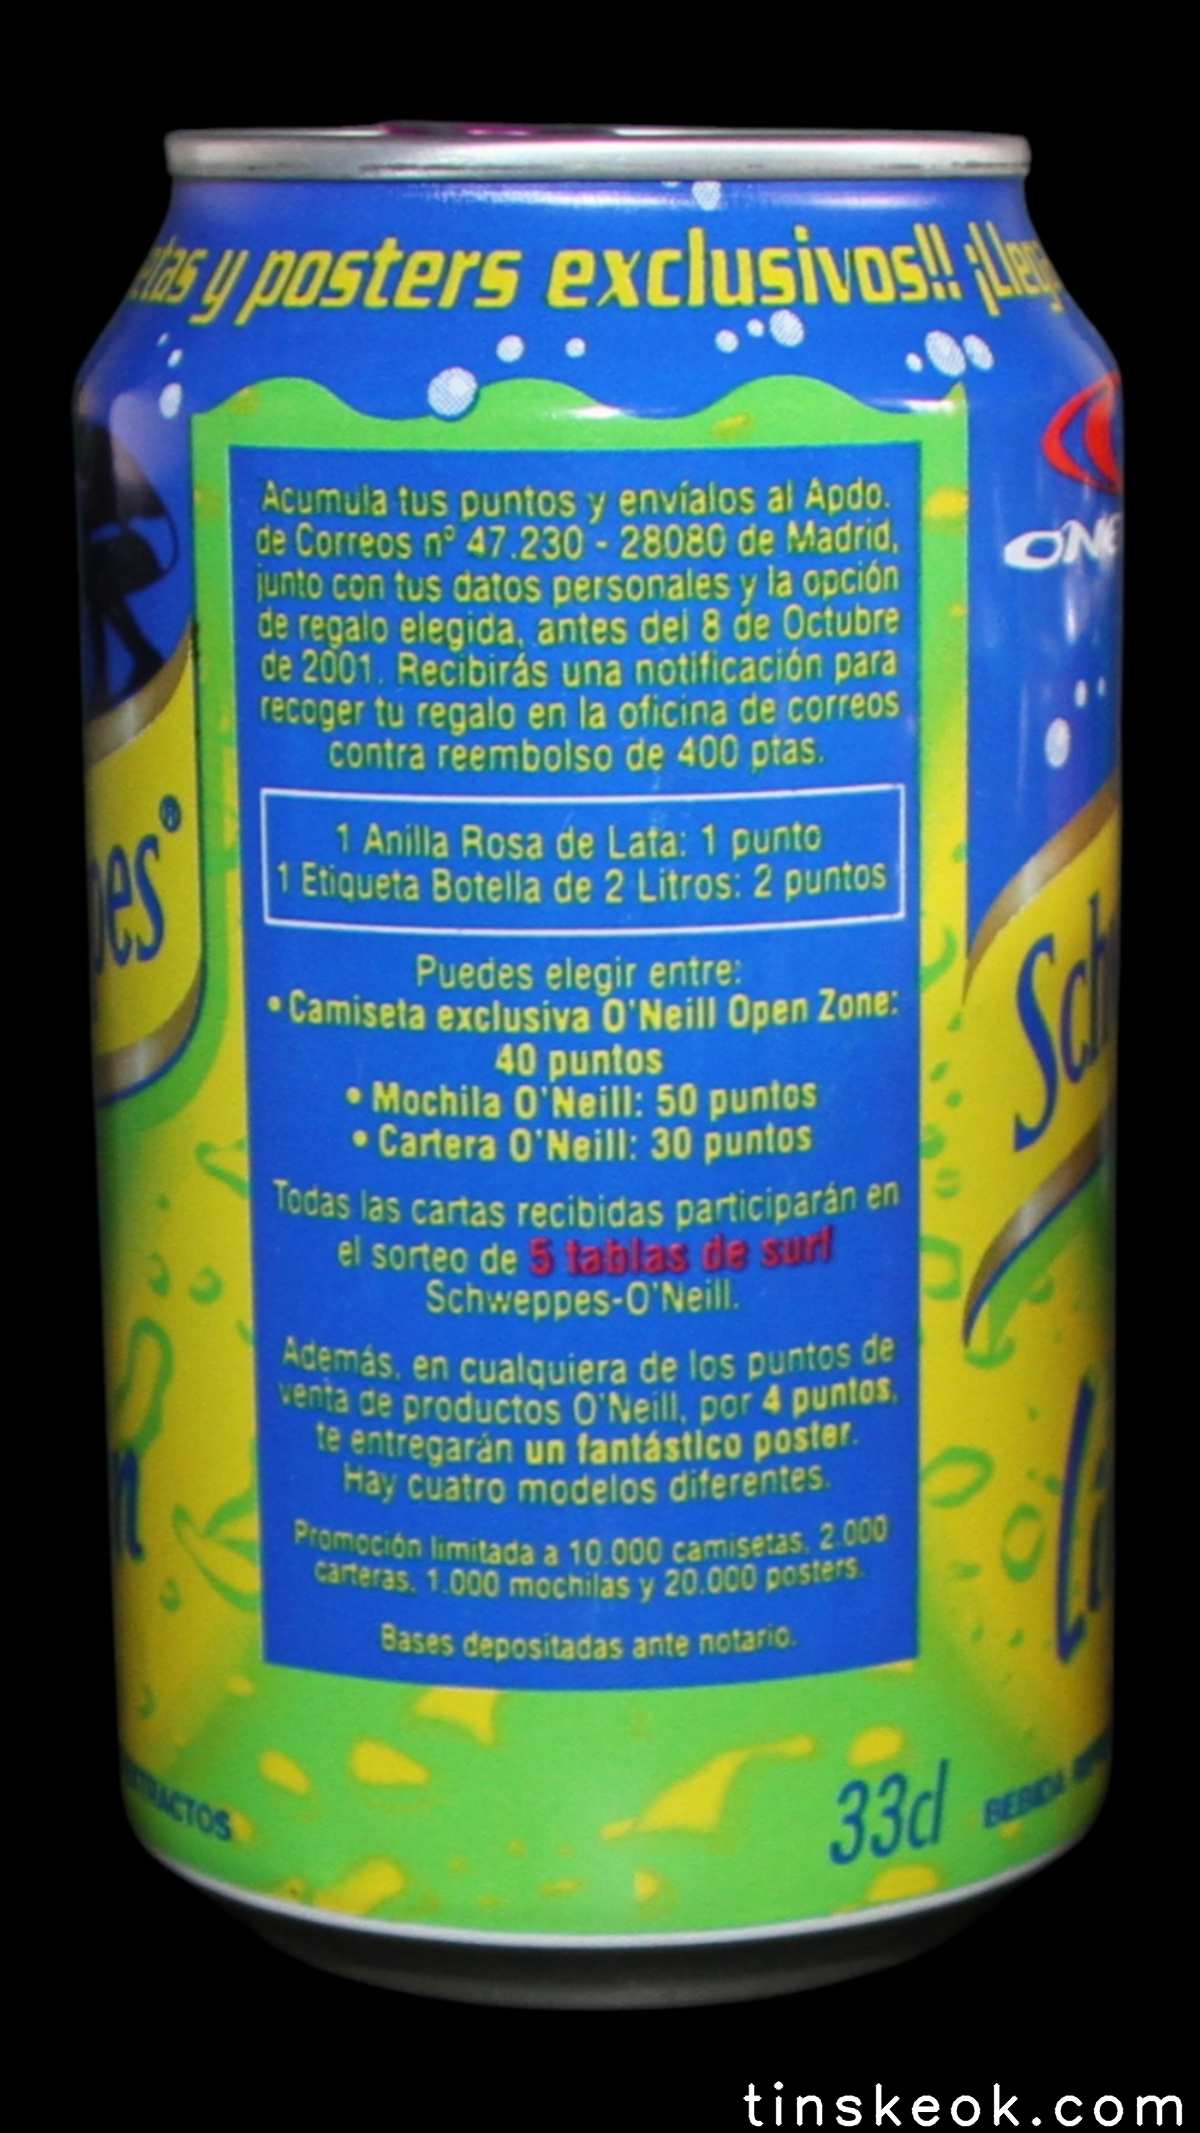 y posters exclusivos!!
Acumula tus puntos y envíalos al Apdo.
de Correos nº 47.230 - 28080 de Madrid,
junto con tus datos personales y la opción
de regalo elegida, antes del 8 de Octubre
de 2001. Recibirás una notificación para
recoger tu regalo en la oficina de correos
contra reembolso de 400 ptas.
1 Anilla Rosa de Lata: 1 punto
1 Etiqueta Botella de 2 Litros: 2 puntos
Puedes elegir entre:
• Camiseta exclusiva O'Neill Open Zone:
40 puntos
• Mochila O'Neill: 50 puntos
• Cartera O'Neill: 30 puntos
Todas las cartas recibidas participarán en
el sorteo de 5 tablas de surf
Schweppes-O'Neill.
Además, en cualquiera de los puntos de
venta de productos O'Neill, por 4 puntos,
te entregarán un fantástico poster.
Hay cuatro modelos diferentes.
Promoción limitada a 10.000 camisetas, 2.000
carteras, 1.000 mochilas y 20.000 posters.
Bases depositadas ante notario.
33cl
BEBIDA
tinskeok.com